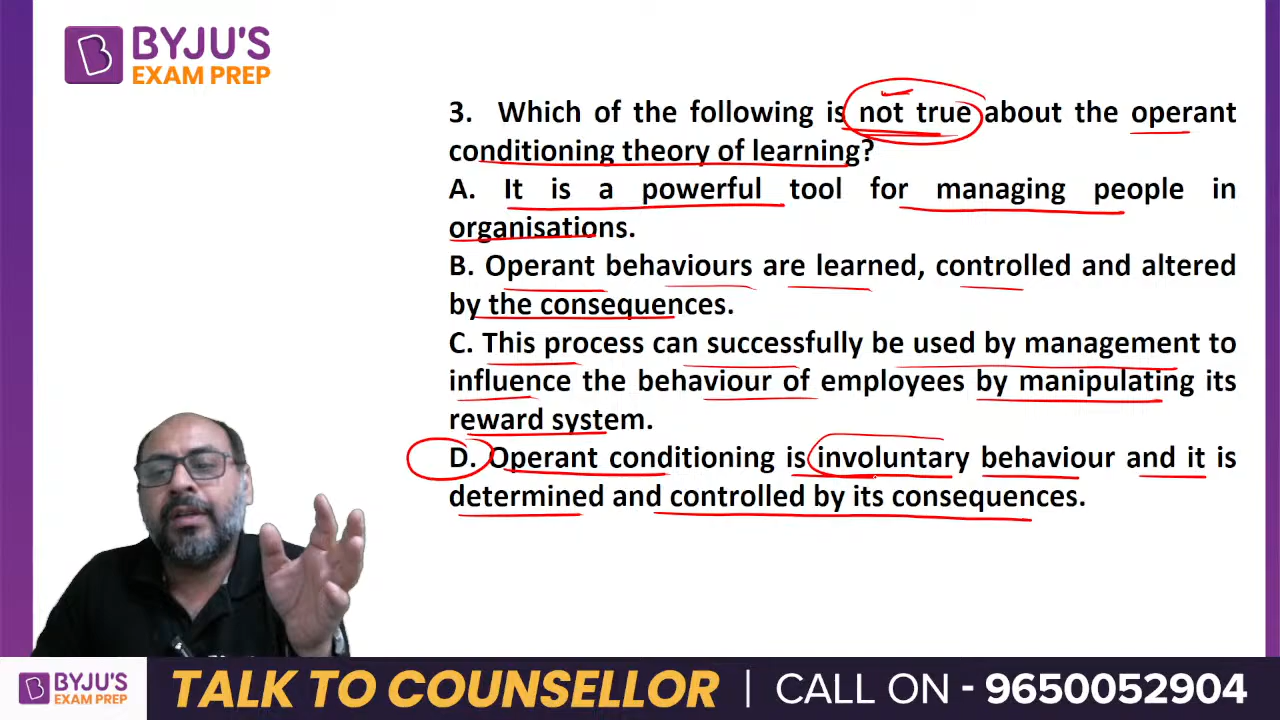 BYJU'S
EXAM PREP
3. Which of the following is not true about the operant
conditioning theory of learning?
A. It is a powerful tool for managing people in
organisations.
B. Operant behaviours are learned, controlled and altered
by the consequences.
C. This process can successfully be used by management to
influence the behaviour of employees by manipulating its
reward system.
D. Operant conditioning is involuntary behaviour and it is
determined and controlled by its consequences.
BYJU'S
EXAM PREP
TALK TO COUNSELLOR | CALL ON - 9650052904